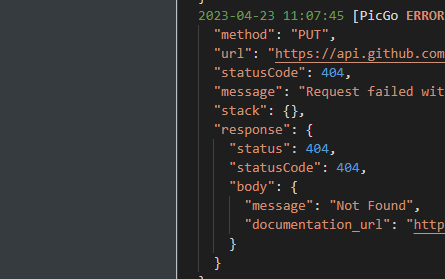 }
2023-04-23 11:07:45 [PicGo ERROR
"method": "PUT",
"url": "https://api.github.com
"statusCode": 404,
"message": "Request failed wit
"stack": {},
"response": {
"status": 404,
"statusCode": 404,
"body": {
"message": "Not Found",
"documentation_url": "http
}
}
}